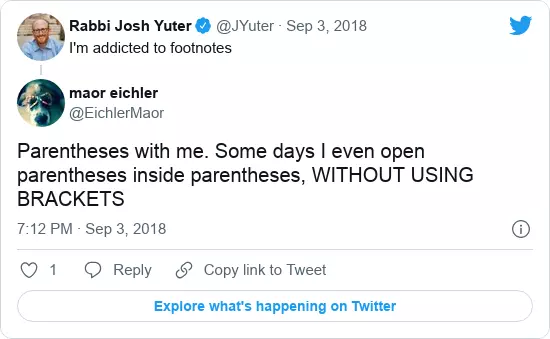 Rabbi Josh Yuter @JYuter · Sep 3, 2018
I'm addicted to footnotes
maor eichler
@EichlerMaor
Parentheses with me. Some days I even open
parentheses inside parentheses, WITHOUT USING
BRACKETS
7:12 PM · Sep 3, 2018
1 Reply Copy link to Tweet
Explore what's happening on Twitter